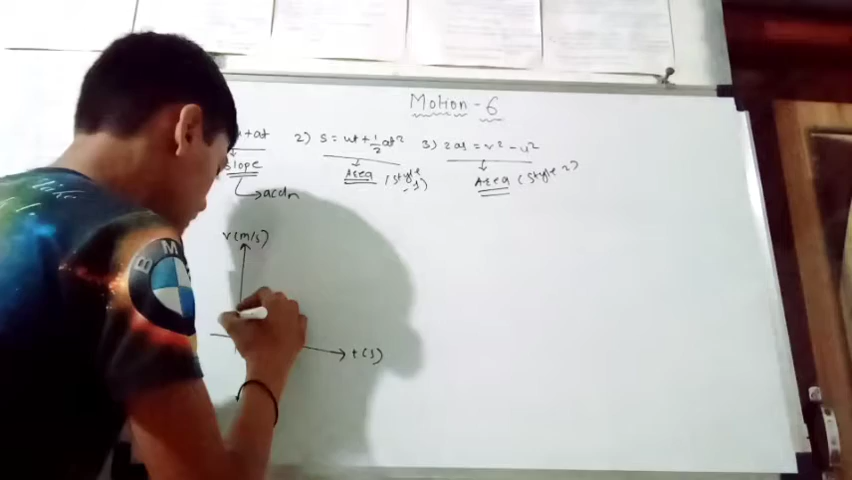 Motion - 6
+at 2) s = ut + 1/2 at² 3) 2as = v² - u²
slope Area (style 1) Area (style 2)
accn
v (m/s)
t (s)
BMW